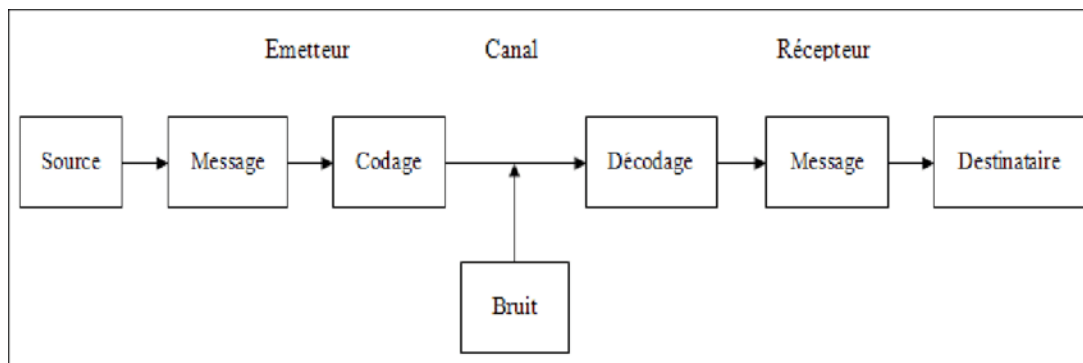 Emetteur Canal Récepteur
Source Message Codage Décodage Message Destinataire
Bruit